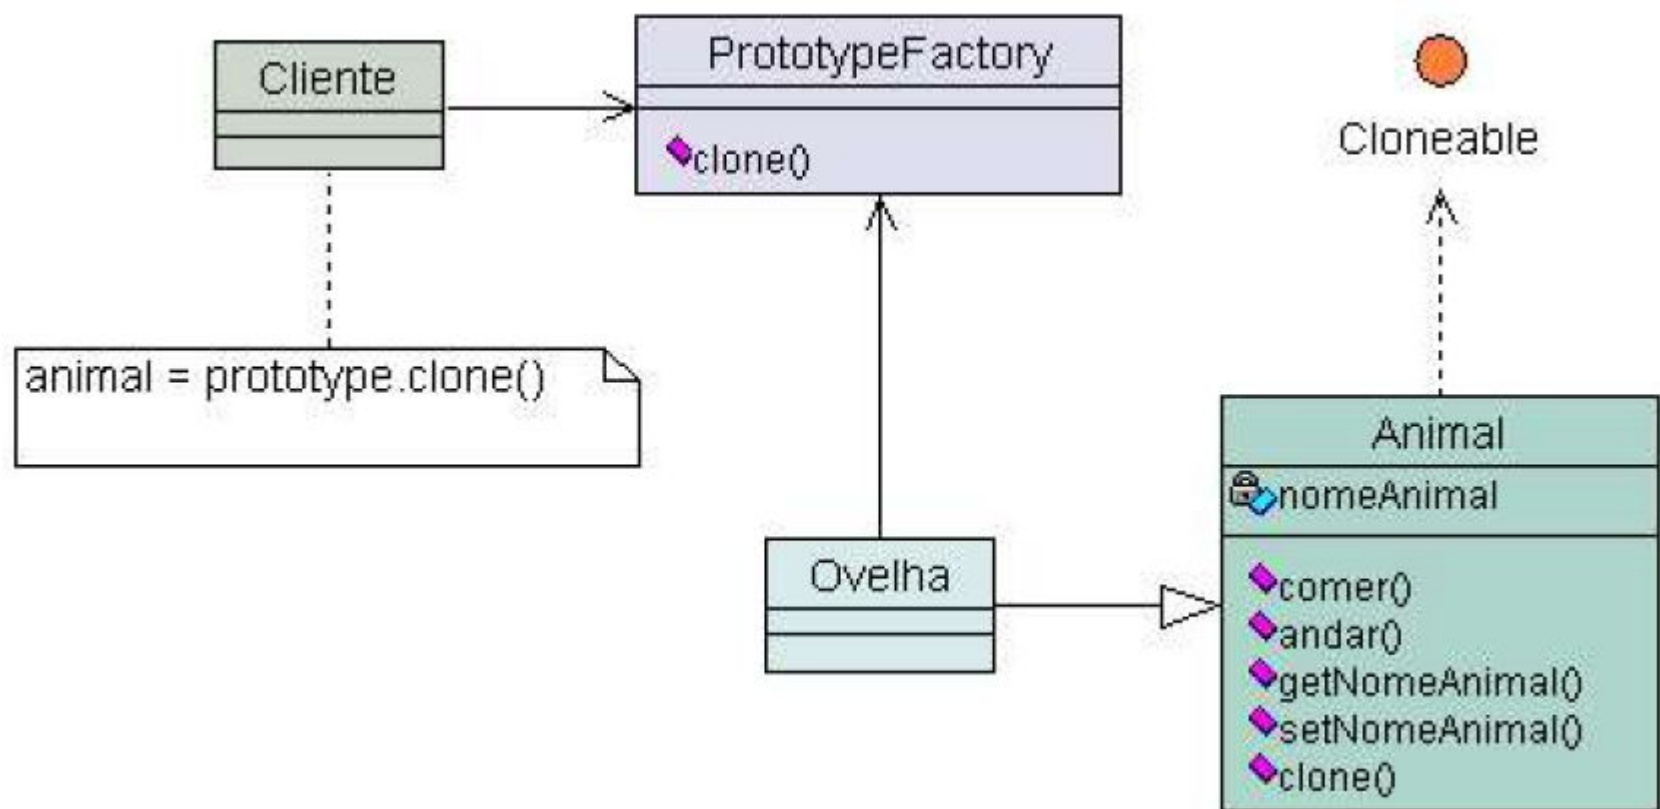 Cliente
PrototypeFactory
clone()
Cloneable
animal = prototype.clone()
Ovelha
Animal
nomeAnimal
comer()
andar()
getNomeAnimal()
setNomeAnimal()
clone()